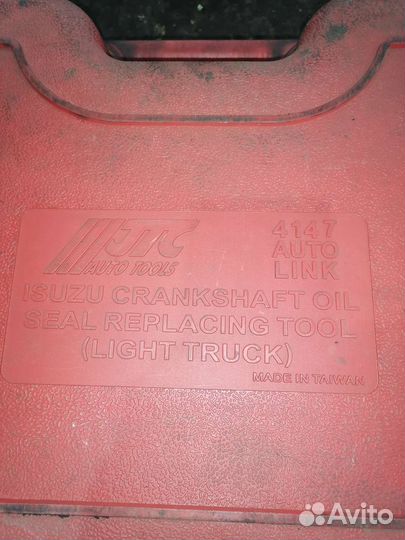 JTC
AUTO TOOLS
4147
AUTO
LINK
ISUZU CRANKSHAFT OIL
SEAL REPLACING TOOL
(LIGHT TRUCK)
MADE IN TAIWAN
Avito